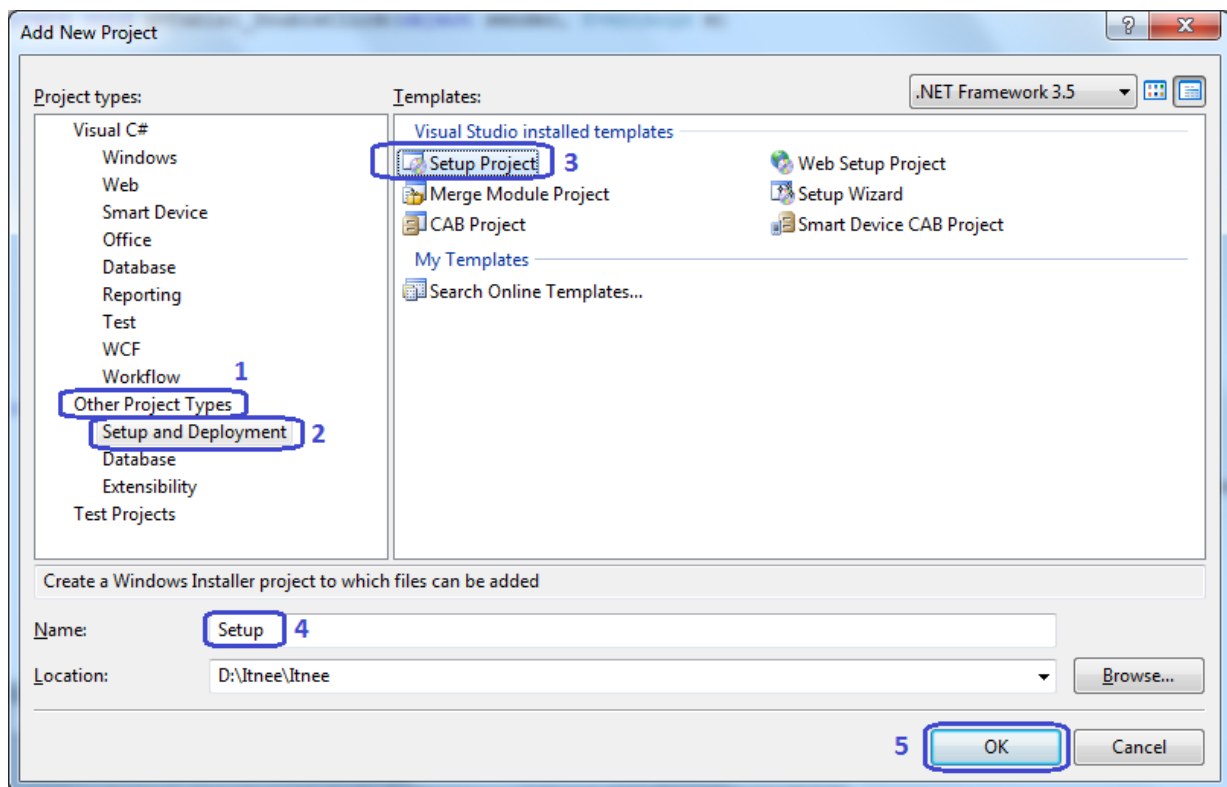 Add New Project
Project types:
Templates:
.NET Framework 3.5
Visual C#
Windows
Web
Smart Device
Office
Database
Reporting
Test
WCF
Workflow
1
Other Project Types
Setup and Deployment 2
Database
Extensibility
Test Projects
Visual Studio installed templates
Setup Project 3
Web Setup Project
Merge Module Project
Setup Wizard
CAB Project
Smart Device CAB Project
My Templates
Search Online Templates...
Create a Windows Installer project to which files can be added
Name: Setup 4
Location: D:\Itnee\Itnee
Browse...
5 OK
Cancel